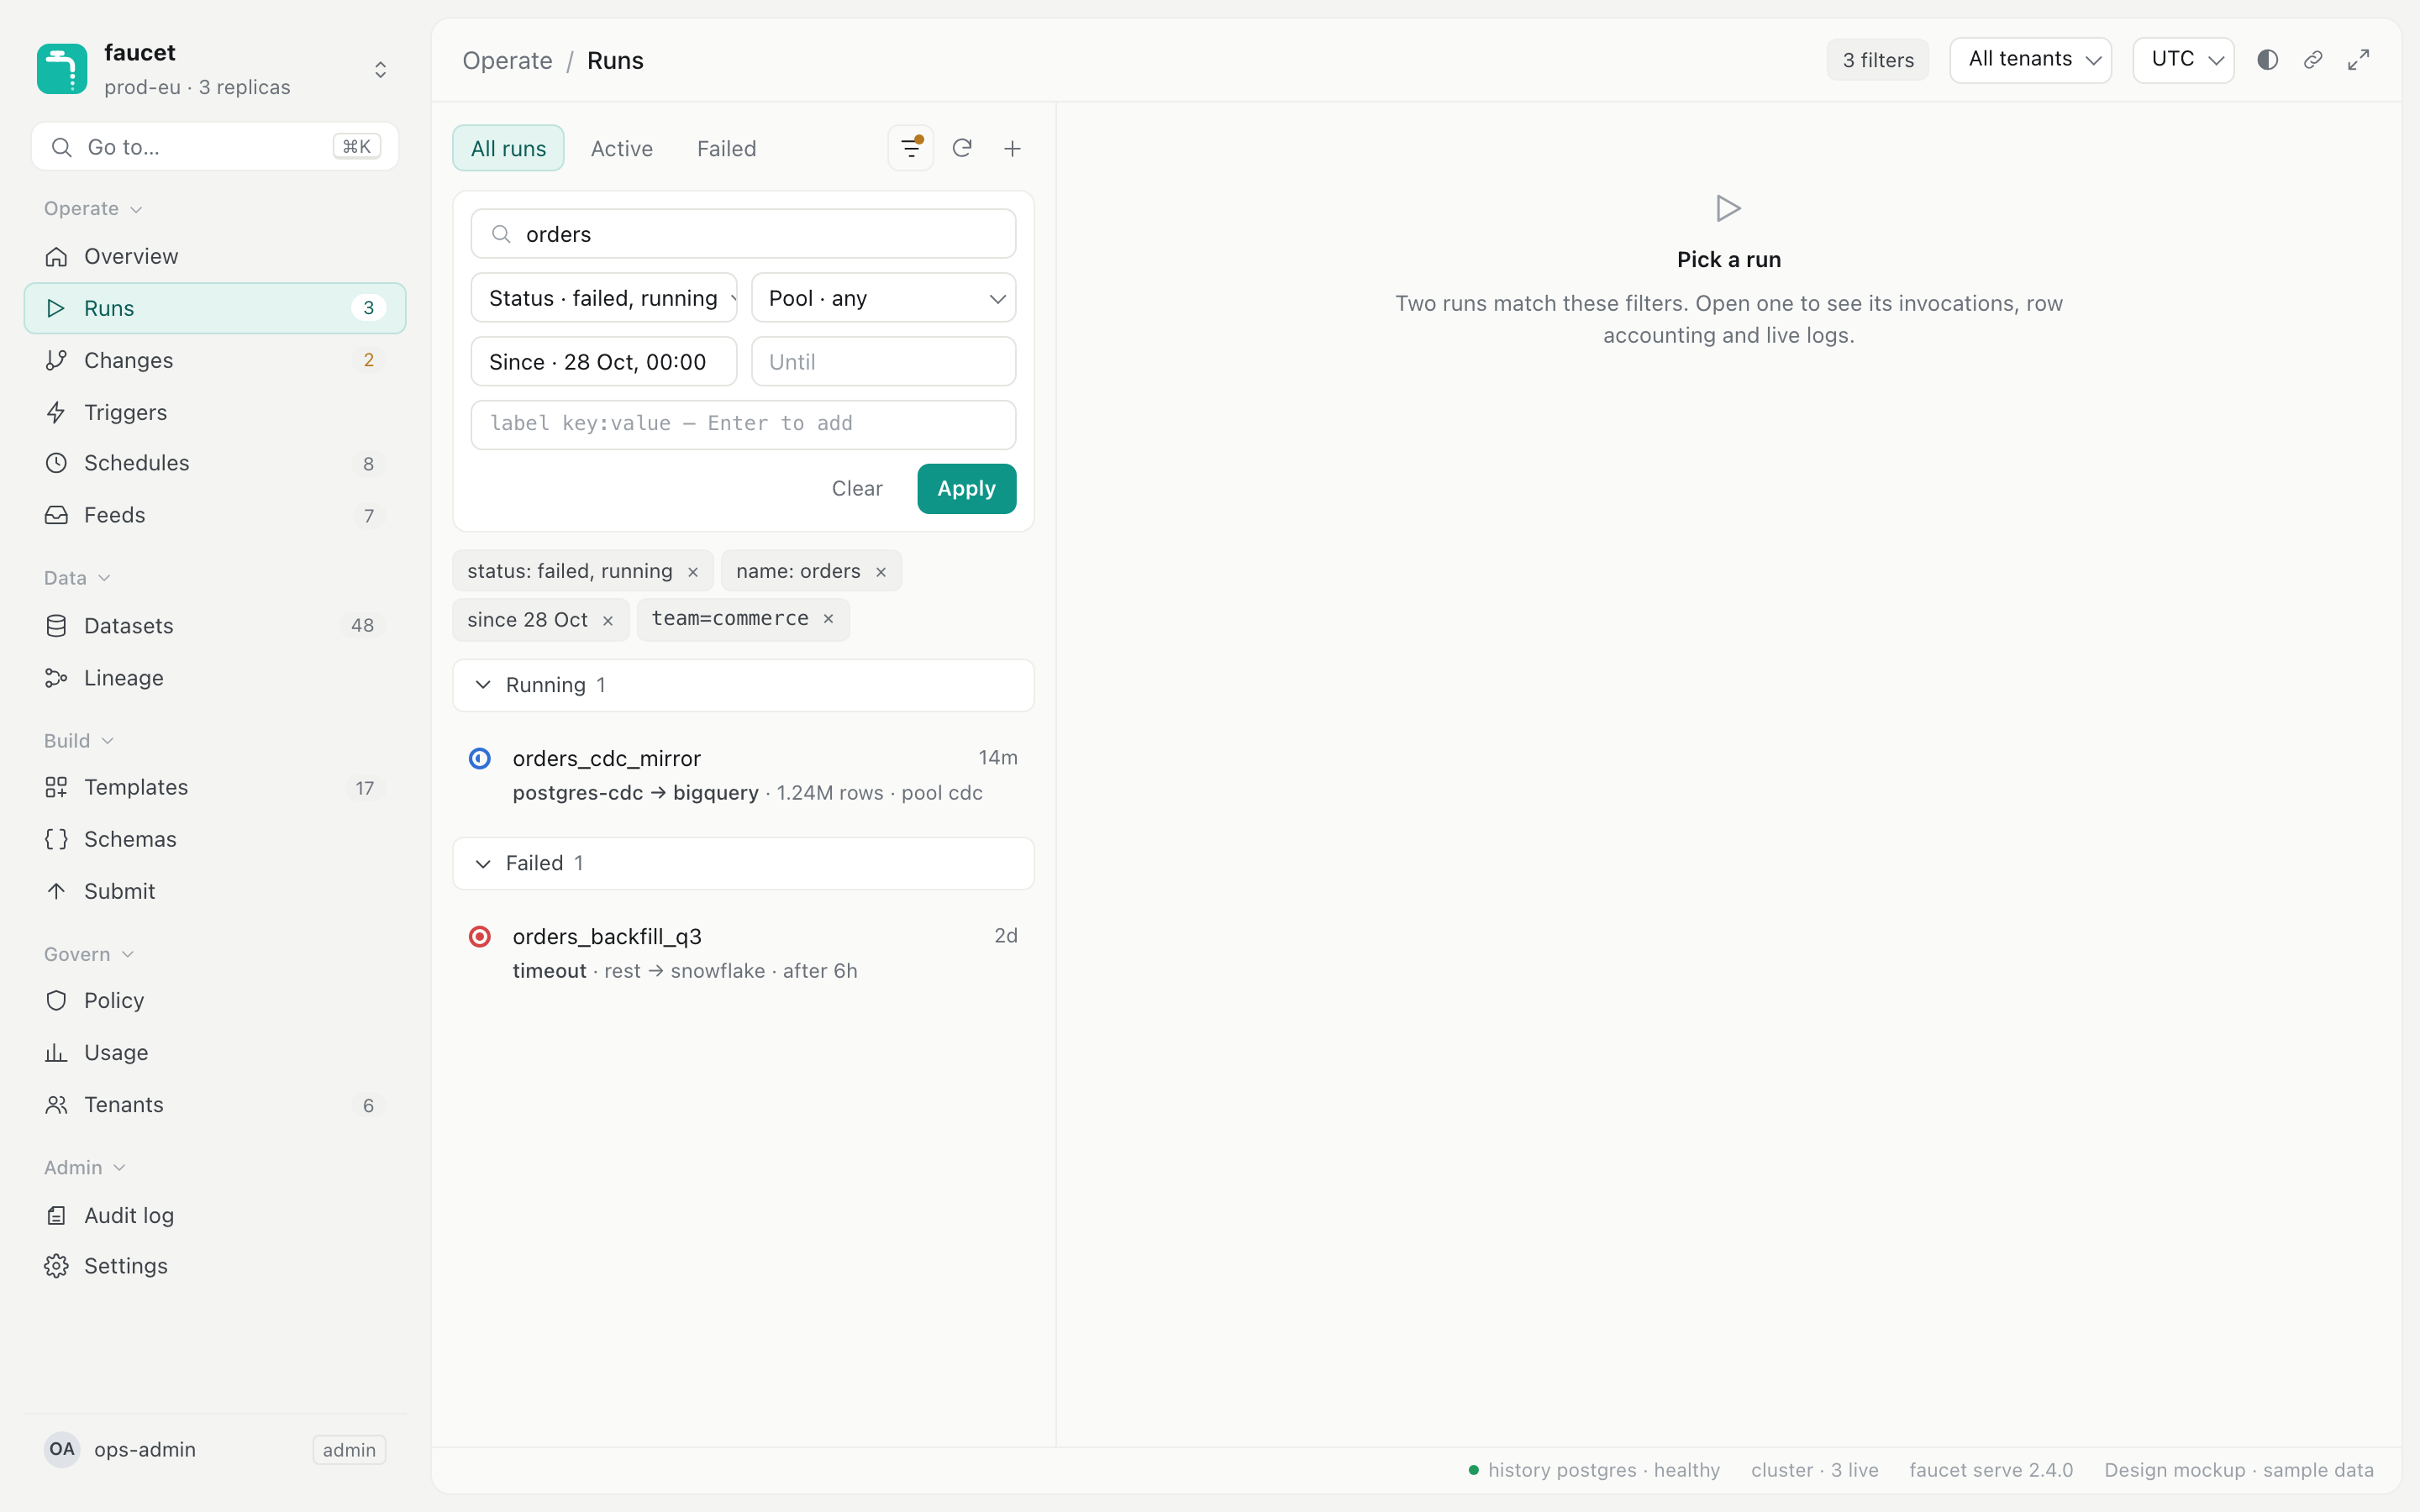 faucet
prod-eu · 3 replicas
Go to... ⌘K
Operate
Overview
Runs 3
Changes 2
Triggers
Schedules 8
Feeds 7
Data
Datasets 48
Lineage
Build
Templates 17
Schemas
Submit
Govern
Policy
Usage
Tenants 6
Admin
Audit log
Settings
OA ops-admin admin
Operate / Runs
3 filters All tenants UTC
All runs Active Failed
orders
Status · failed, running Pool · any
Since · 28 Oct, 00:00 Until
label key:value — Enter to add
Clear Apply
status: failed, running × name: orders ×
since 28 Oct × team=commerce ×
Running 1
orders_cdc_mirror 14m
postgres-cdc → bigquery · 1.24M rows · pool cdc
Failed 1
orders_backfill_q3 2d
timeout · rest → snowflake · after 6h
Pick a run
Two runs match these filters. Open one to see its invocations, row
accounting and live logs.
history postgres · healthy cluster · 3 live faucet serve 2.4.0 Design mockup · sample data